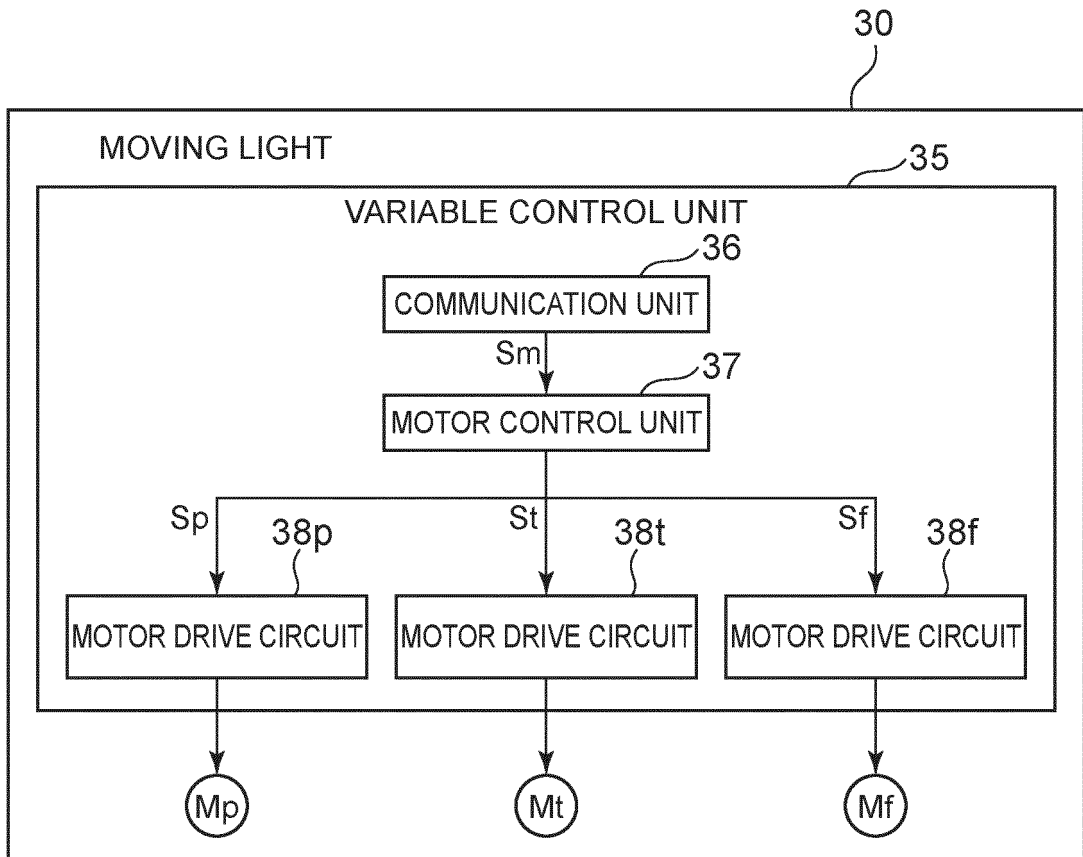 30
MOVING LIGHT
35
VARIABLE CONTROL UNIT
36
COMMUNICATION UNIT
Sm
37
MOTOR CONTROL UNIT
Sp
St
Sf
38p
38t
38f
MOTOR DRIVE CIRCUIT
MOTOR DRIVE CIRCUIT
MOTOR DRIVE CIRCUIT
Mp
Mt
Mf